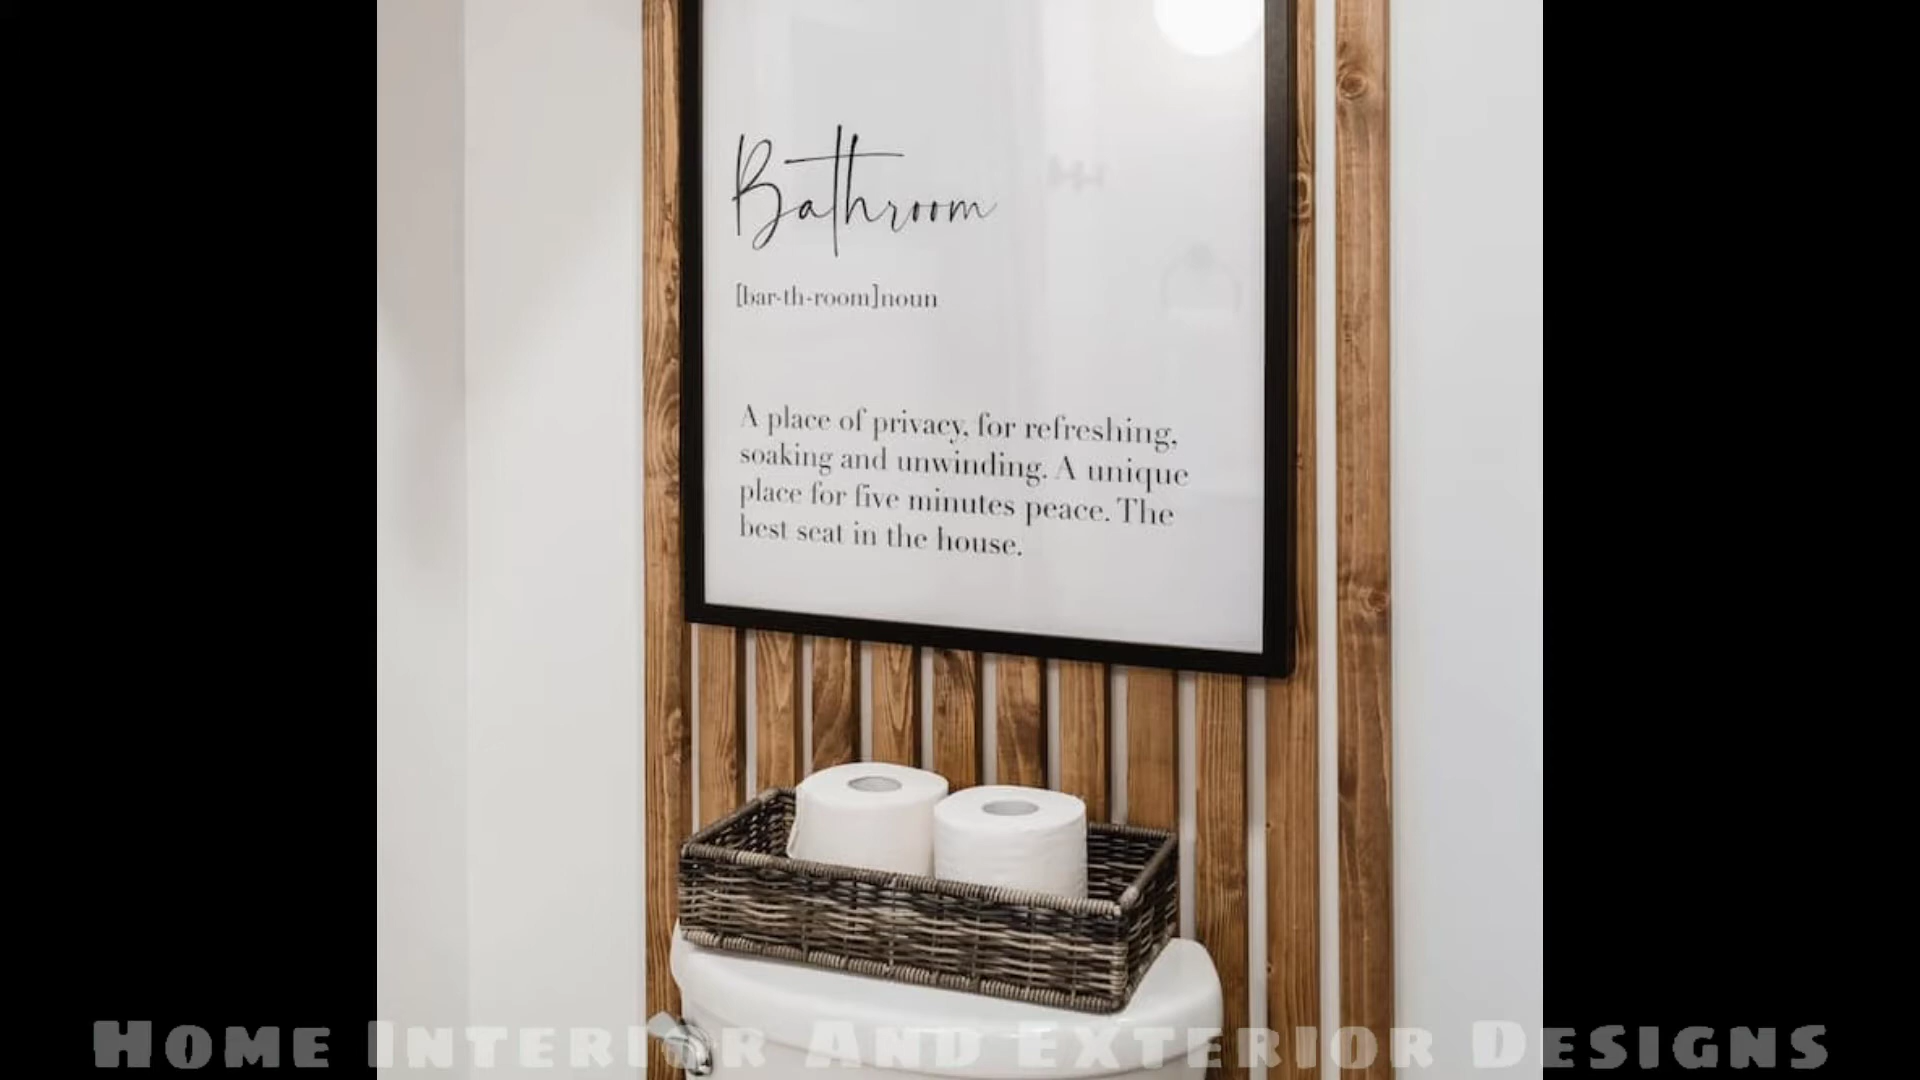 Bathroom
[bar-th-room]noun
A place of privacy, for refreshing,
soaking and unwinding. A unique
place for five minutes peace. The
best seat in the house.
Home Interior And Exterior Designs